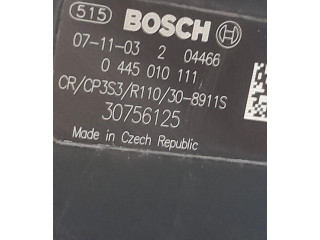 515 BOSCH
07-11-03 2 04466
0 445 010 111
CR/CP3S3/R110/30-8911S
30756125
Made in Czech Republic